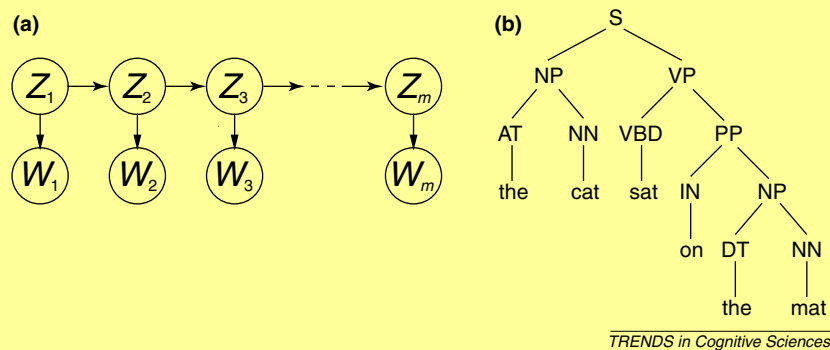 (a)
Z1 Z2 Z3 Zm
W1 W2 W3 Wm
(b)
S
NP VP
AT NN VBD PP
the cat sat IN NP
on DT NN
the mat
TRENDS in Cognitive Sciences